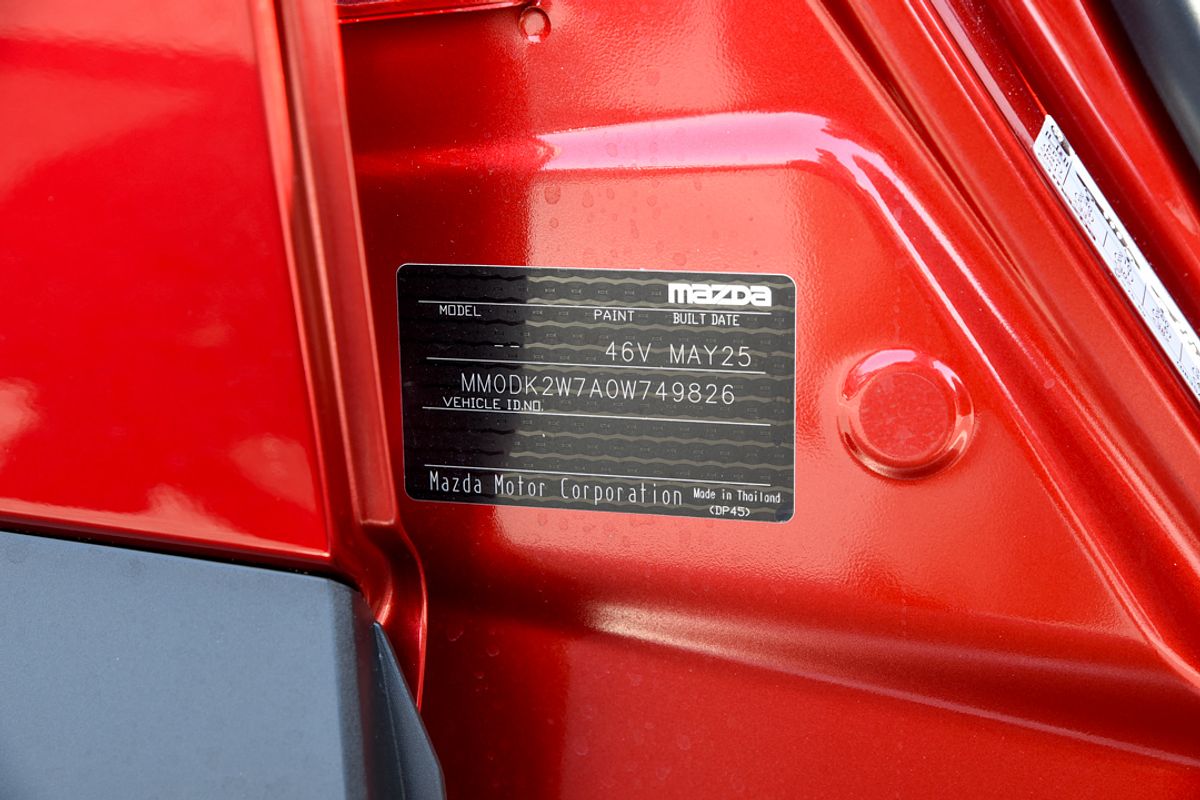 mazda
MODEL PAINT BUILT DATE
-- 46V MAY25
MM0DK2W7A0W749826
VEHICLE ID.NO.
Mazda Motor Corporation Made in Thailand
(DP45)